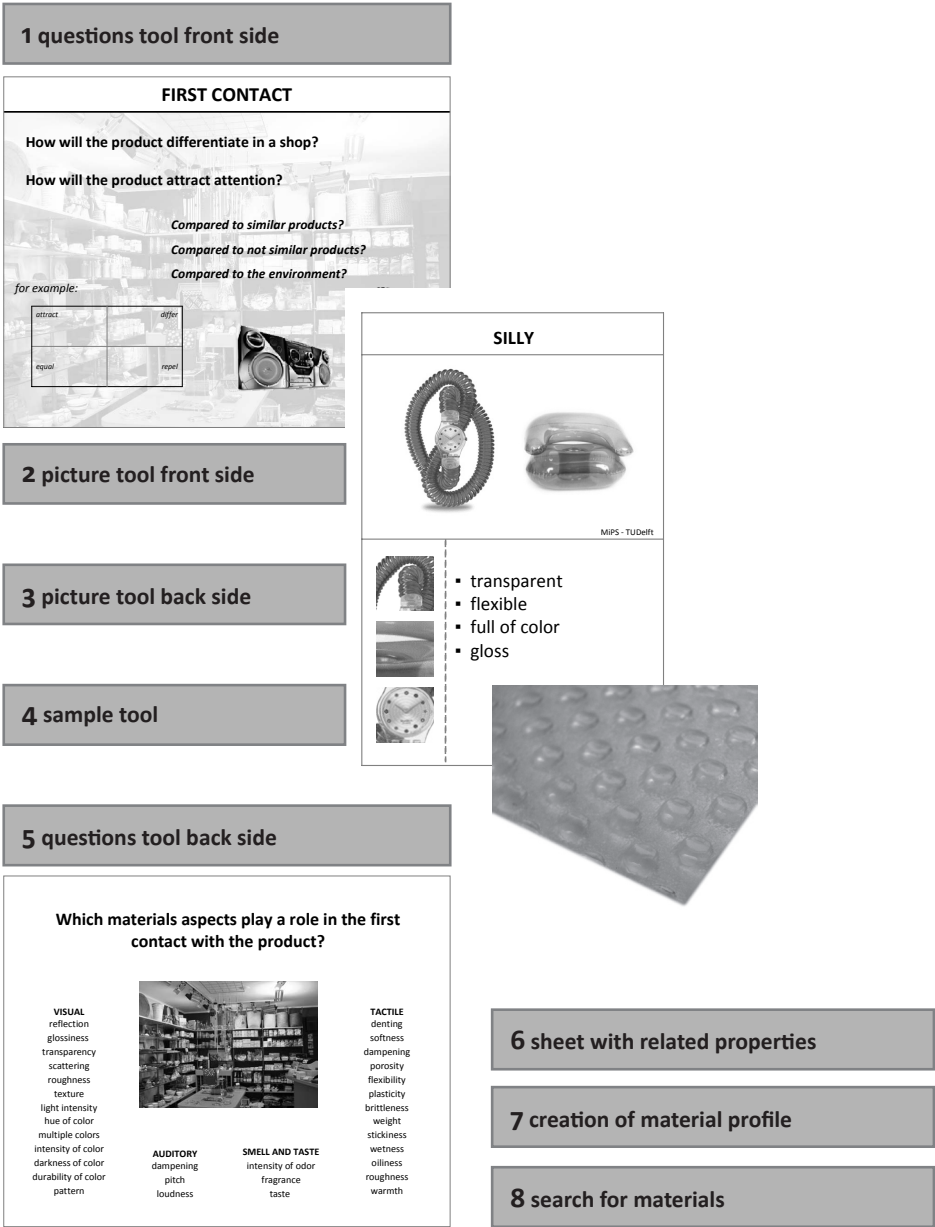 1 questions tool front side
FIRST CONTACT
How will the product differentiate in a shop?
How will the product attract attention?
Compared to similar products?
Compared to not similar products?
Compared to the environment?
for example:
attract
differ
equal
repel
SILLY
MiPS - TUDelft
2 picture tool front side
3 picture tool back side
▪ transparent
▪ flexible
▪ full of color
▪ gloss
4 sample tool
5 questions tool back side
Which materials aspects play a role in the first
contact with the product?
VISUAL
reflection
glossiness
transparency
scattering
roughness
texture
light intensity
hue of color
multiple colors
intensity of color
darkness of color
durability of color
pattern
AUDITORY
dampening
pitch
loudness
SMELL AND TASTE
intensity of odor
fragrance
taste
TACTILE
denting
softness
dampening
porosity
flexibility
plasticity
brittleness
weight
stickiness
wetness
oiliness
roughness
warmth
6 sheet with related properties
7 creation of material profile
8 search for materials